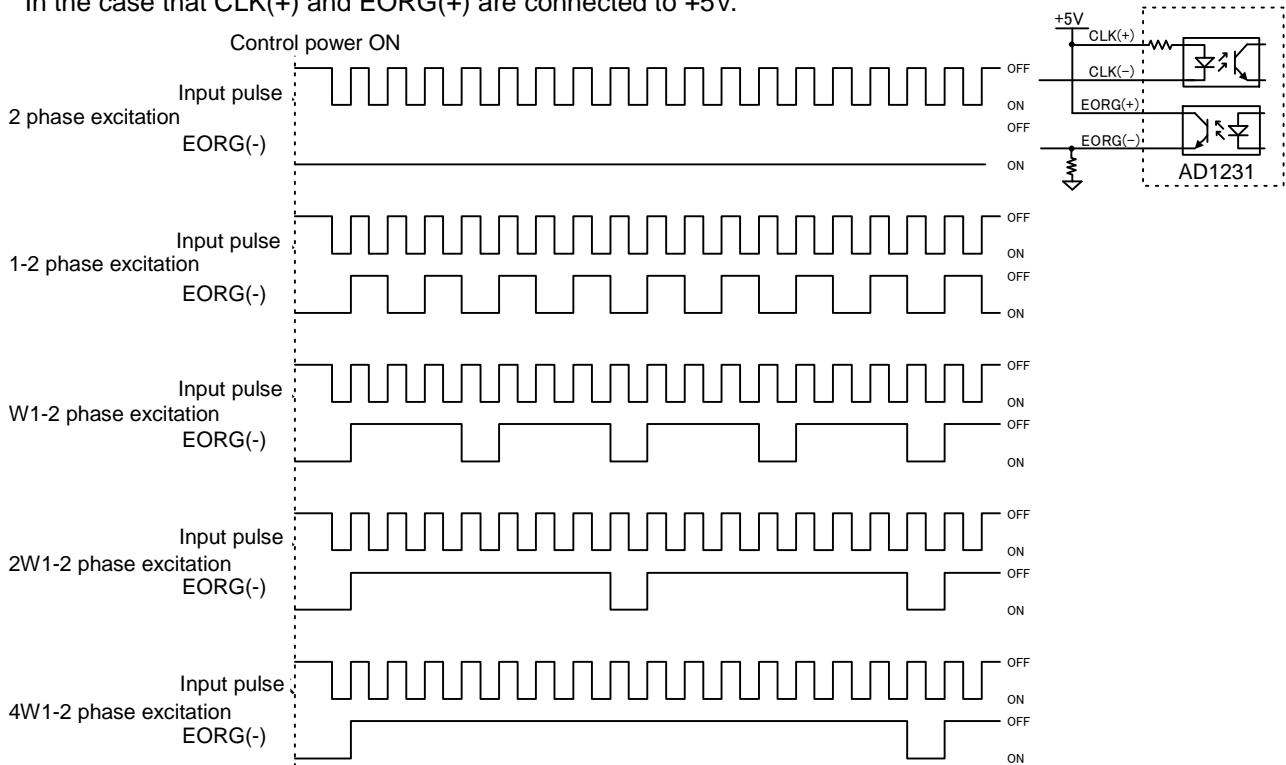 In the case that CLK(+) and EORG(+) are connected to +5V.
Control power ON
2 phase excitation
Input pulse
OFF
ON
EORG(-)
OFF
ON
1-2 phase excitation
Input pulse
OFF
ON
EORG(-)
OFF
ON
W1-2 phase excitation
Input pulse
OFF
ON
EORG(-)
OFF
ON
2W1-2 phase excitation
Input pulse
OFF
ON
EORG(-)
OFF
ON
4W1-2 phase excitation
Input pulse
OFF
ON
EORG(-)
OFF
ON
+5V
CLK(+)
CLK(-)
EORG(+)
EORG(-)
AD1231